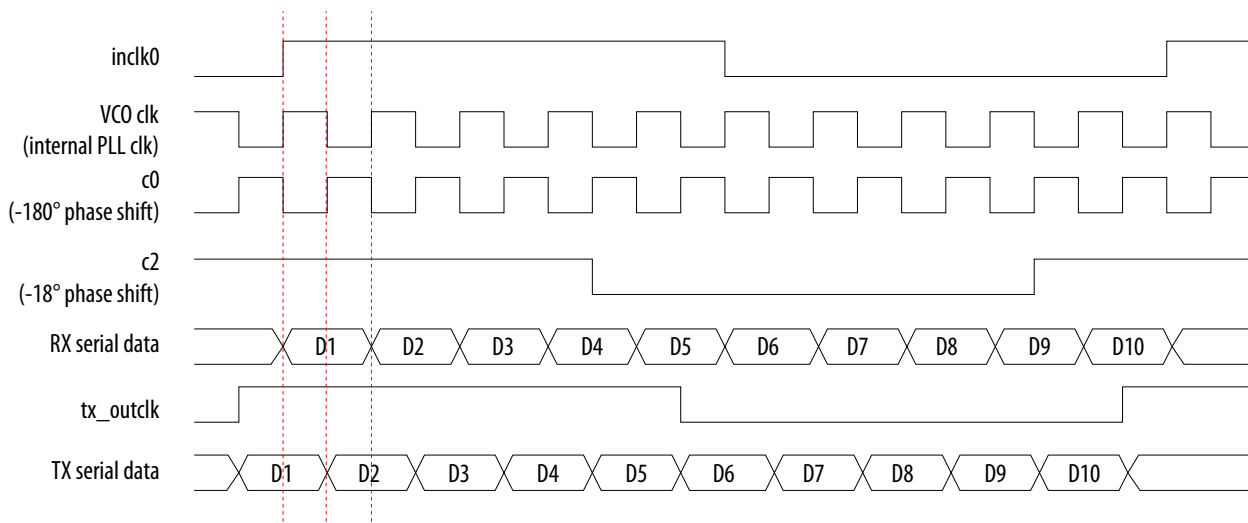 inclk0
VCO clk
(internal PLL clk)
c0
(-180° phase shift)
c2
(-18° phase shift)
RX serial data D1 D2 D3 D4 D5 D6 D7 D8 D9 D10
tx_outclk
TX serial data D1 D2 D3 D4 D5 D6 D7 D8 D9 D10